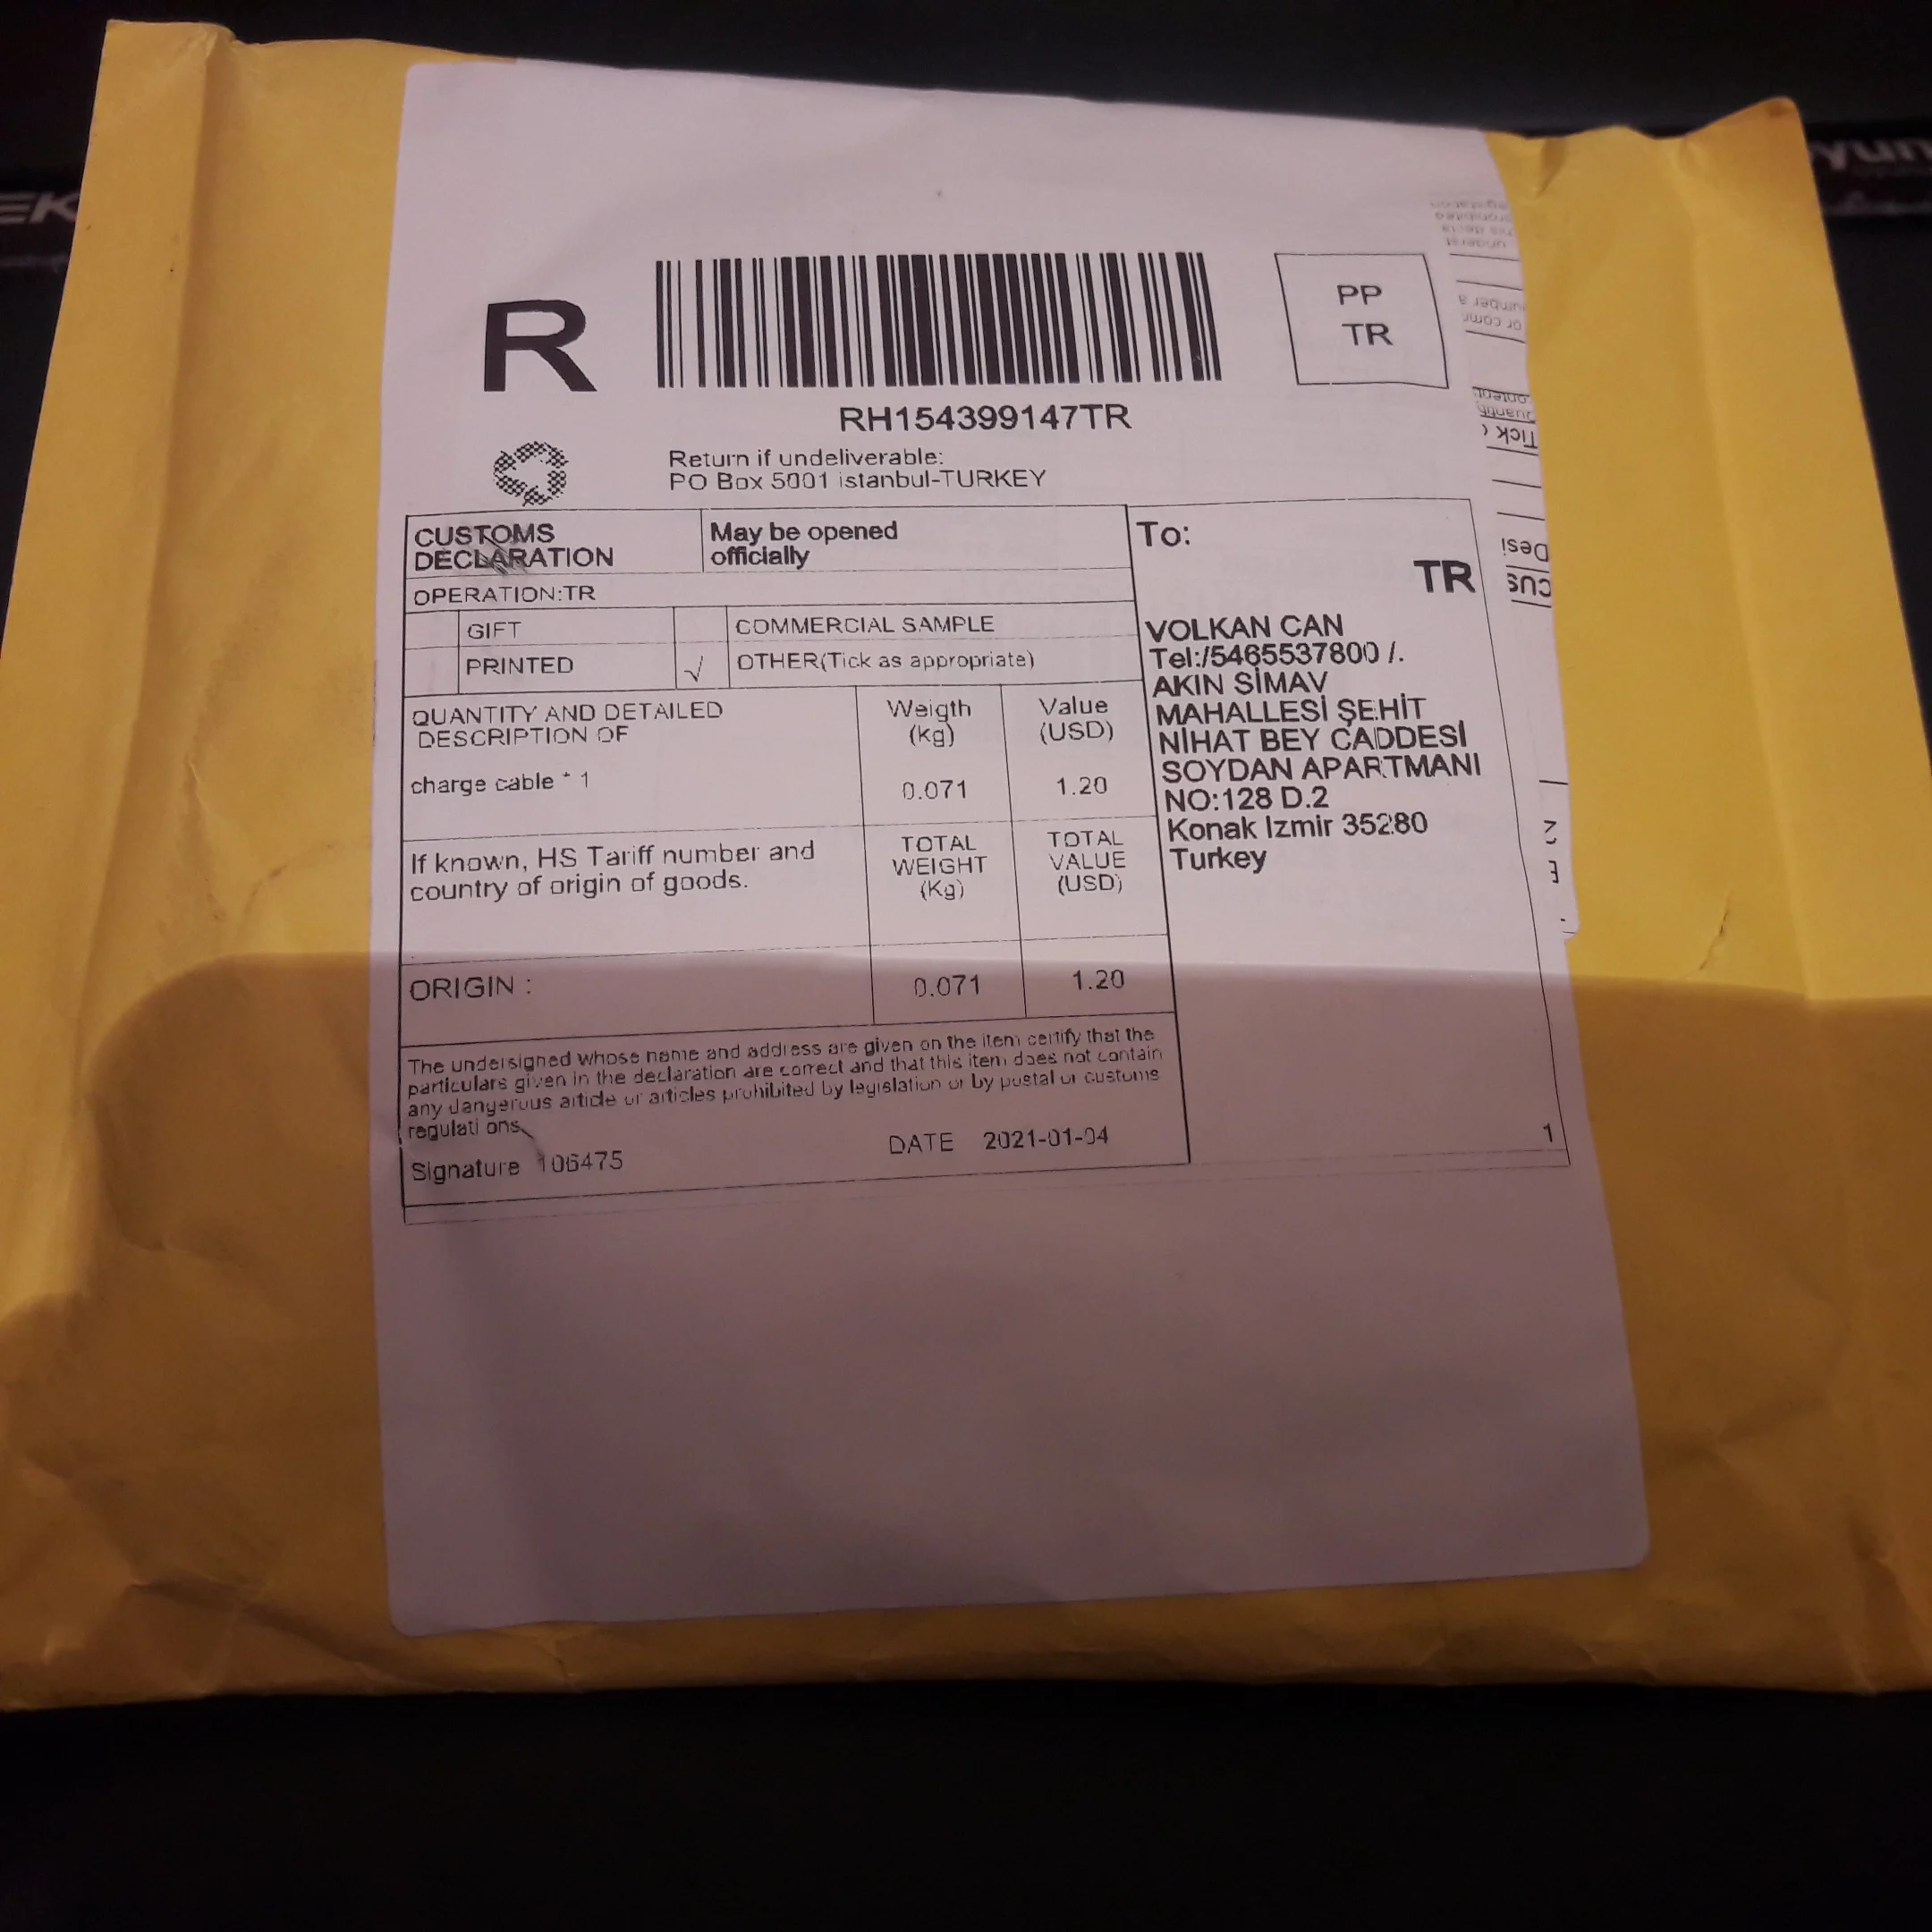 R
PP
TR
RH154399147TR
Return if undeliverable:
PO Box 5001 istanbul-TURKEY
CUSTOMS
DECLARATION
May be opened
officially
OPERATION:TR
GIFT
COMMERCIAL SAMPLE
PRINTED
√
OTHER(Tick as appropriate)
QUANTITY AND DETAILED
DESCRIPTION OF
Weigth
(kg)
Value
(USD)
charge cable * 1
0.071
1.20
If known, HS Tariff number and
country of origin of goods.
TOTAL
WEIGHT
(Kg)
TOTAL
VALUE
(USD)
ORIGIN :
0.071
1.20
The undersigned whose name and address are given on the item certify that the
particulars given in the declaration are correct and that this item does not contain
any dangerous article or articles prohibited by legislation or by postal or customs
regulati ons
Signature 106475
DATE 2021-01-04
To:
TR
VOLKAN CAN
Tel:/5465537800 /.
AKIN SİMAV
MAHALLESİ ŞEHİT
NİHAT BEY CADDESİ
SOYDAN APARTMANI
NO:128 D.2
Konak Izmir 35280
Turkey
1
Desi
cus
Tick (